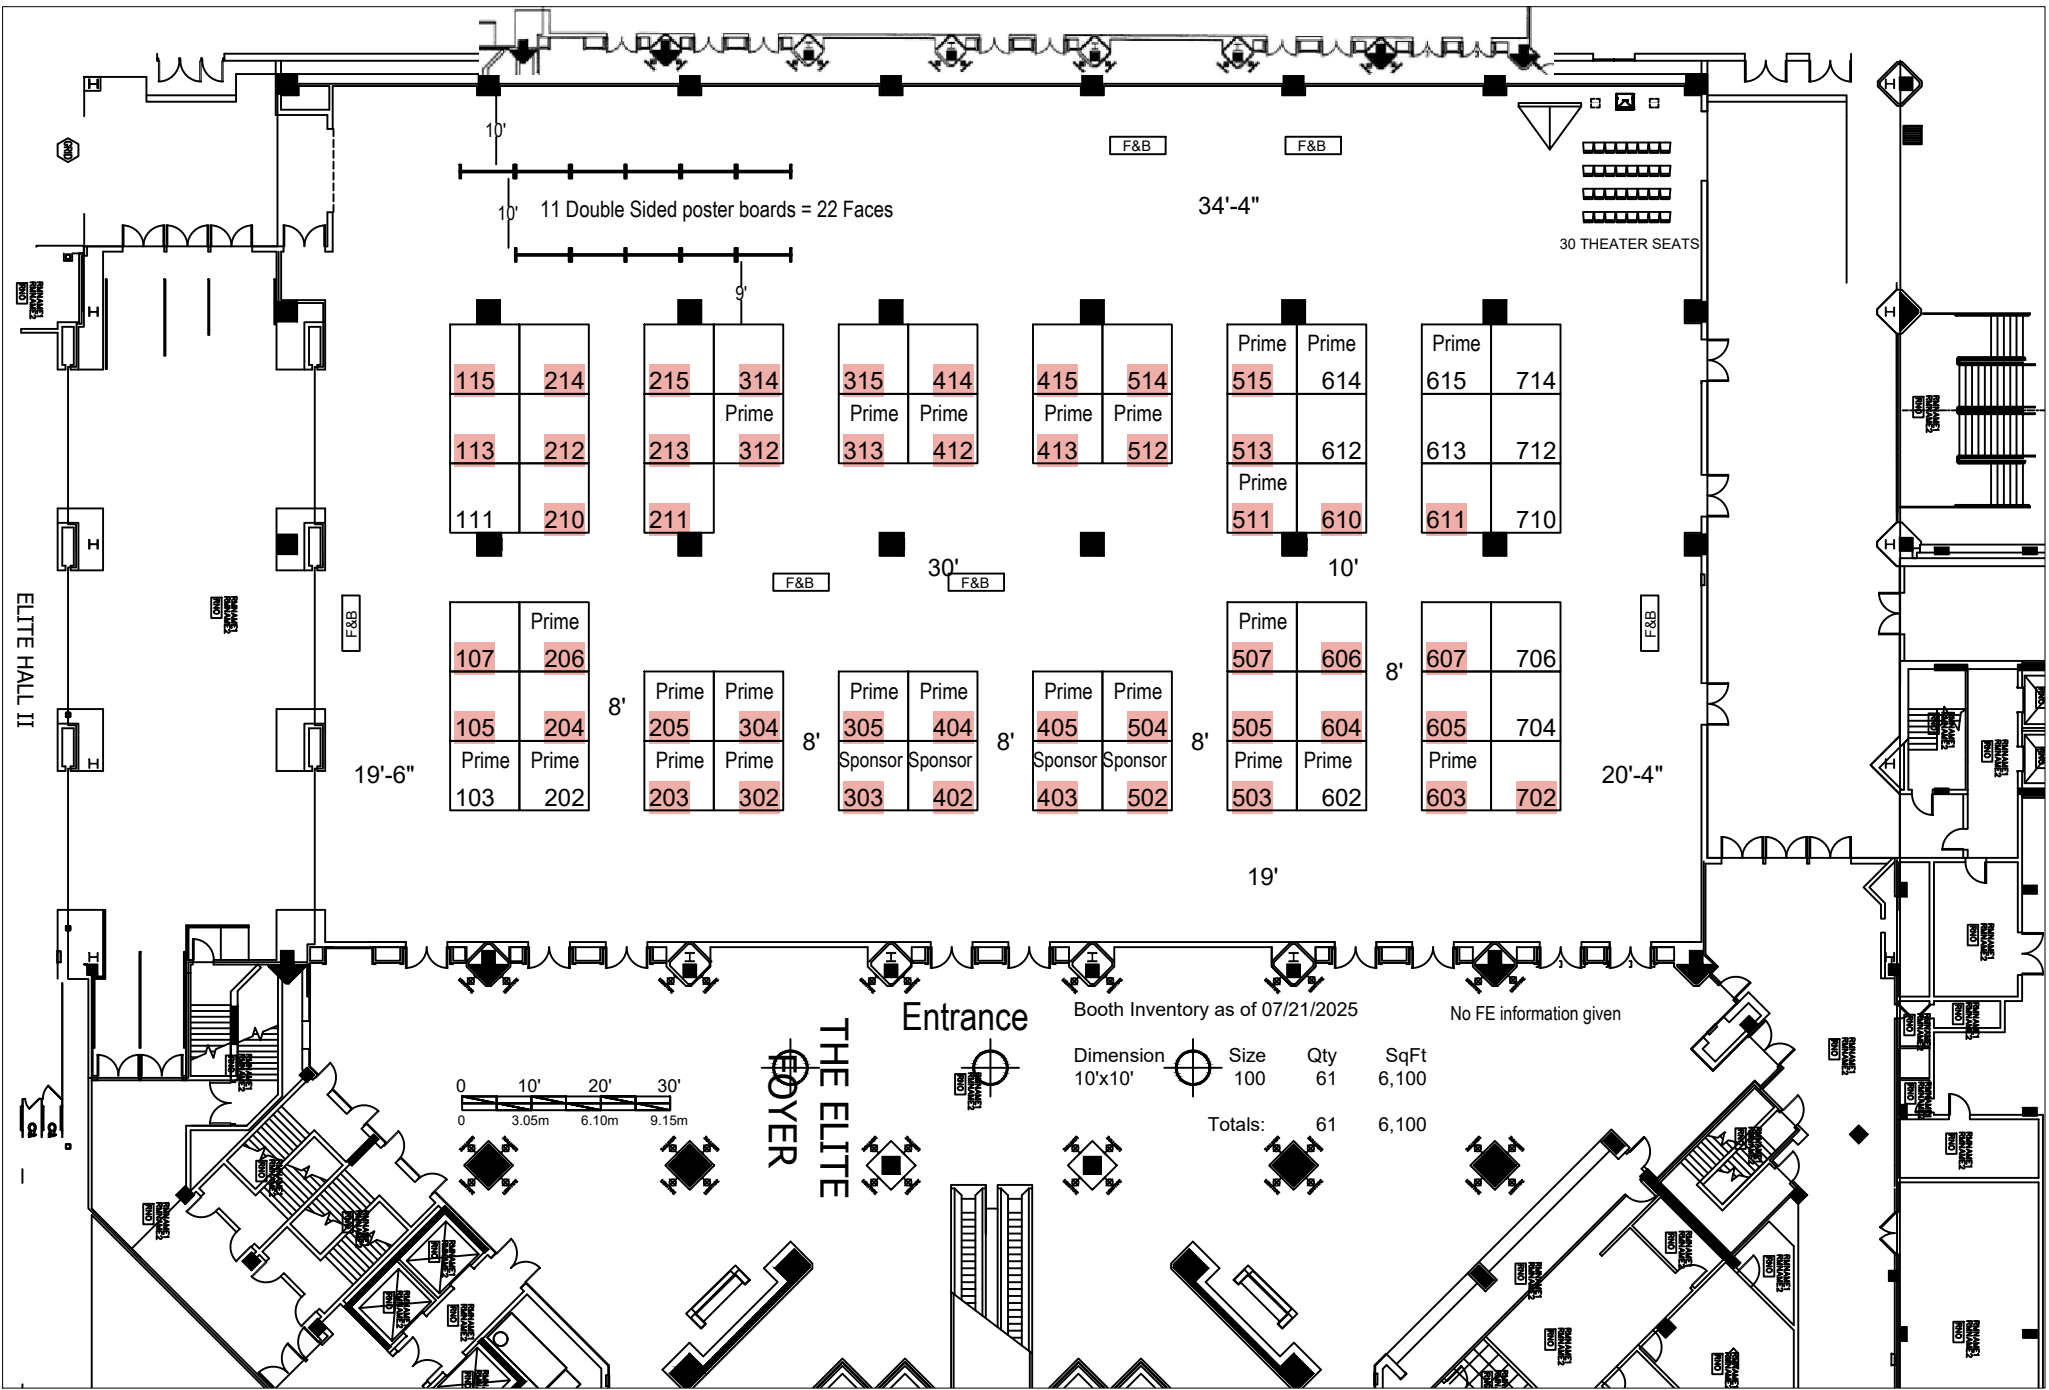 GRID
10'
F&B
F&B
10'
11 Double Sided poster boards = 22 Faces
34'-4"
30 THEATER SEATS
9'
Prime Prime Prime
115 214 215 314 315 414 415 514 515 614 615 714
Prime Prime Prime Prime Prime
113 212 213 312 313 412 413 512 513 612 613 712
Prime
111 210 211 511 610 611 710
30'
10'
F&B
F&B
F&B
F&B
ELITE HALL II
Prime Prime
107 206 507 606 607 706
8'
8'
Prime Prime Prime Prime Prime Prime
105 204 205 304 305 404 405 504 505 604 605 704
8'
8'
8'
Prime Prime Prime Prime Sponsor Sponsor Sponsor Sponsor Prime Prime Prime
19'-6"
20'-4"
103 202 203 302 303 402 403 502 503 602 603 702
19'
Entrance
Booth Inventory as of 07/21/2025
No FE information given
THE ELITE
FOYER
Dimension Size Qty SqFt
10'x10' 100 61 6,100
Totals: 61 6,100
0 10' 20' 30'
0 3.05m 6.10m 9.15m